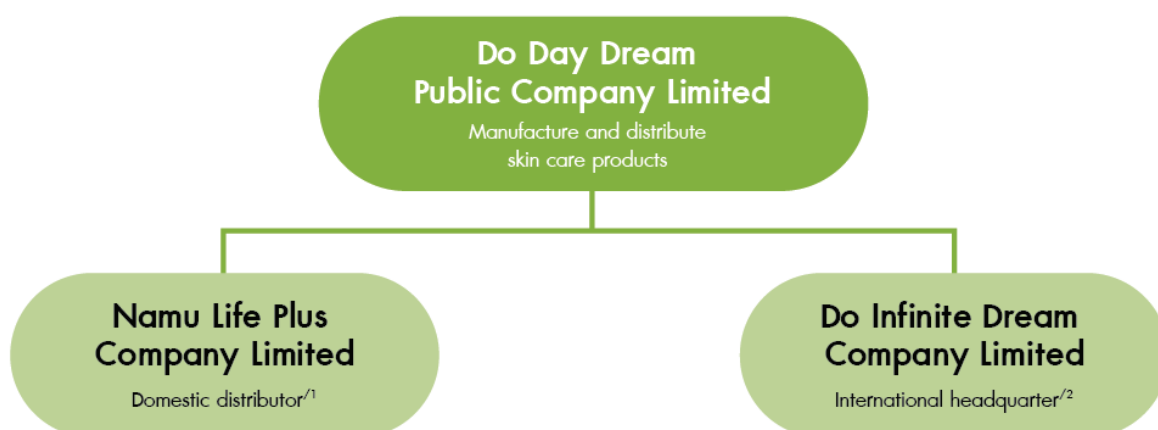 Do Day Dream
Public Company Limited
Manufacture and distribute
skin care products
Namu Life Plus
Company Limited
Domestic distributor/1
Do Infinite Dream
Company Limited
International headquarter/2